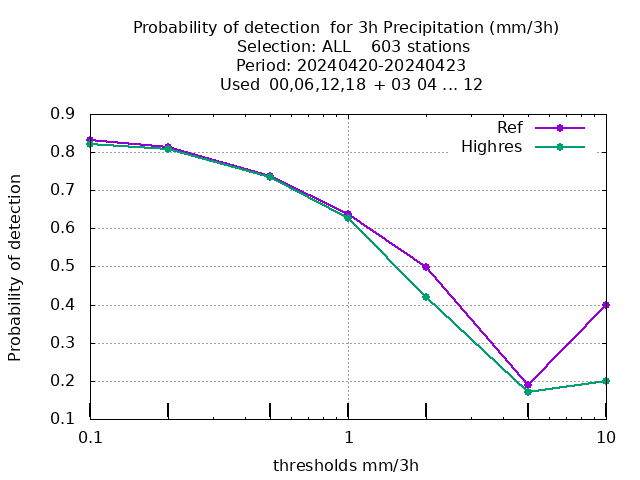 Probability of detection  for 3h Precipitation (mm/3h)
Selection: ALL    603 stations
Period: 20240420-20240423
Used  00,06,12,18  + 03 04 ... 12
Ref
Highres
0.9
0.8
0.7
0.6
0.5
0.4
0.3
0.2
0.1
Probability of detection
0.1 1 10
thresholds mm/3h